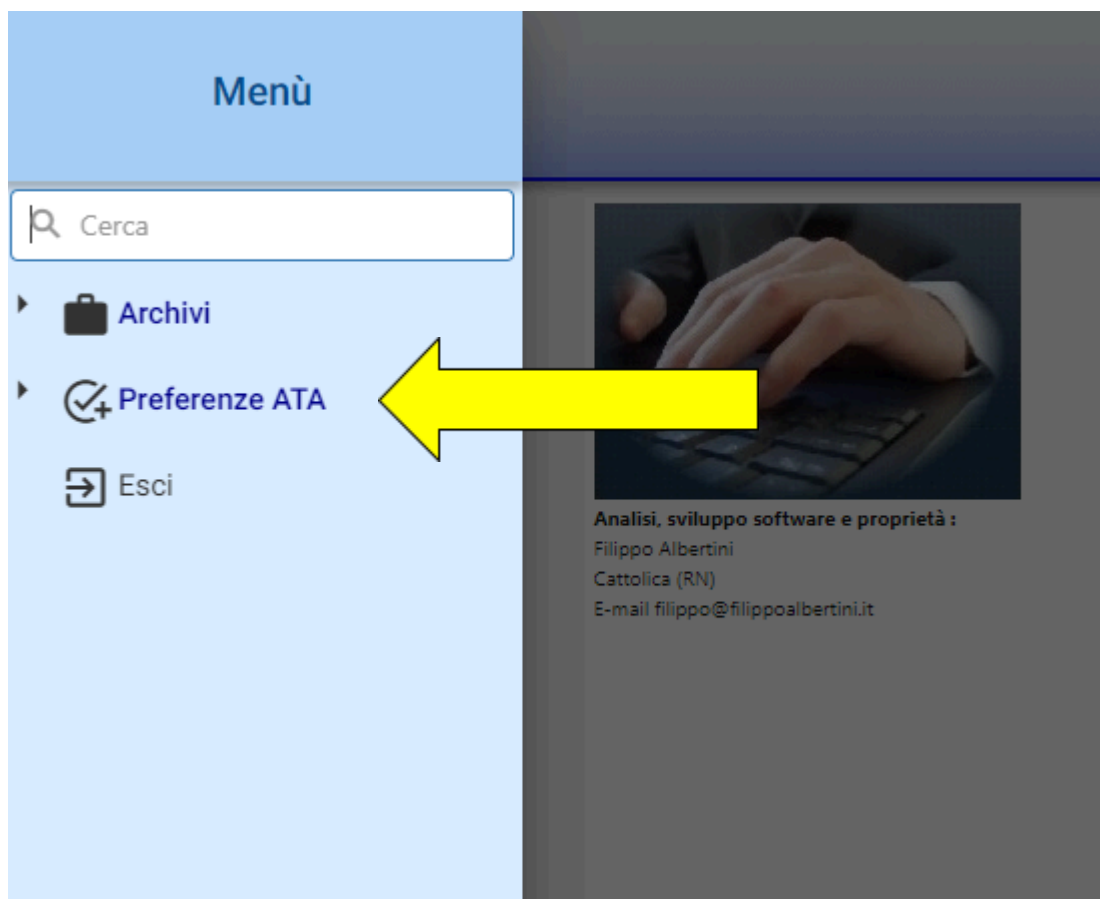 Menù
Cerca
Archivi
Preferenze ATA
Esci
Analisi, sviluppo software e proprietà :
Filippo Albertini
Cattolica (RN)
E-mail filippo@filippoalbertini.it